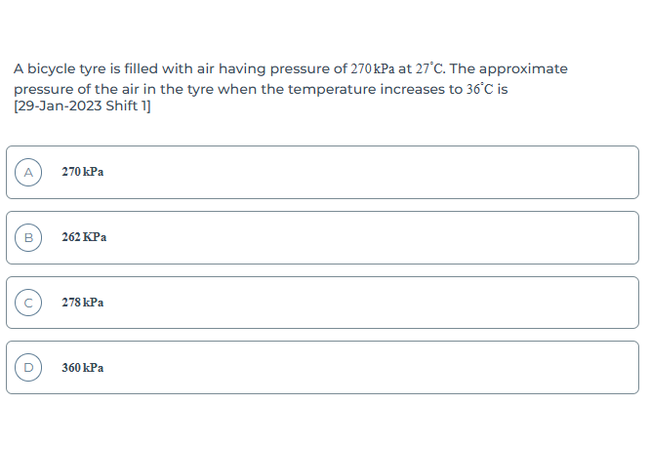 A bicycle tyre is filled with air having pressure of 270 kPa at 27°C. The approximate
pressure of the air in the tyre when the temperature increases to 36°C is
[29-Jan-2023 Shift 1]
A 270 kPa
B 262 KPa
C 278 kPa
D 360 kPa